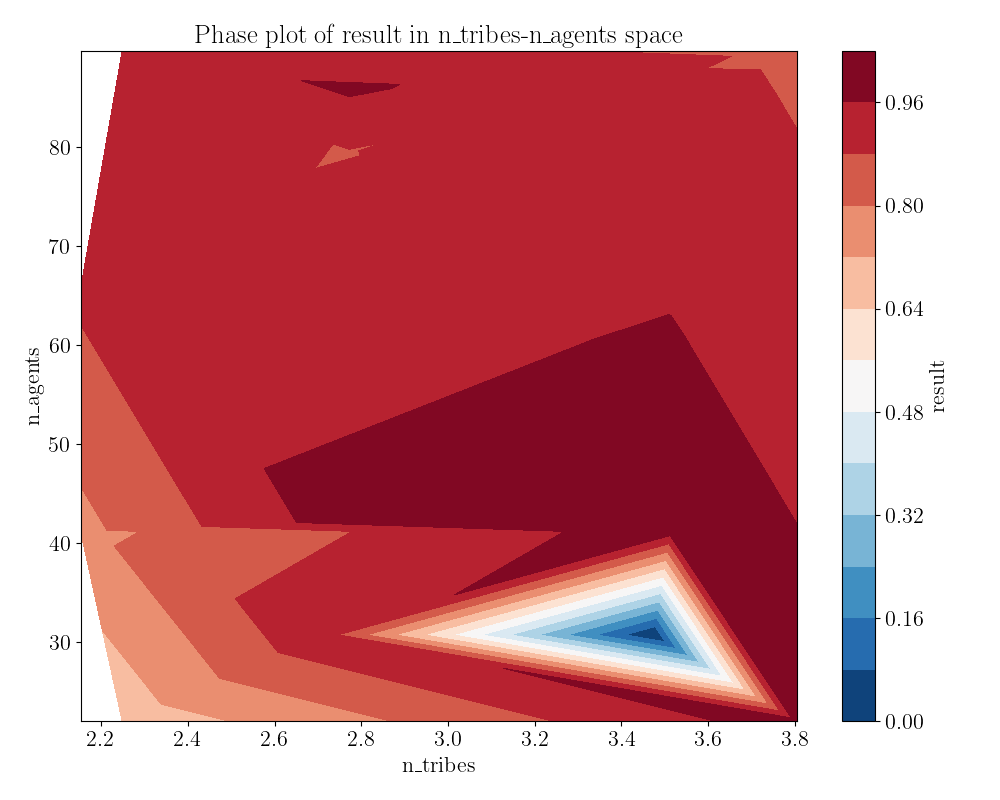 Phase plot of result in n_tribes-n_agents space
80
70
60
50
40
30
n_agents
2.2 2.4 2.6 2.8 3.0 3.2 3.4 3.6 3.8
n_tribes
0.96
0.80
0.64
0.48
0.32
0.16
0.00
result